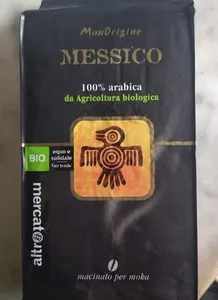 MonOrigine
MESSICO
100% arabica
da Agricoltura biologica
BIO
equo e
solidale
fair trade
altromercato
macinato per moka